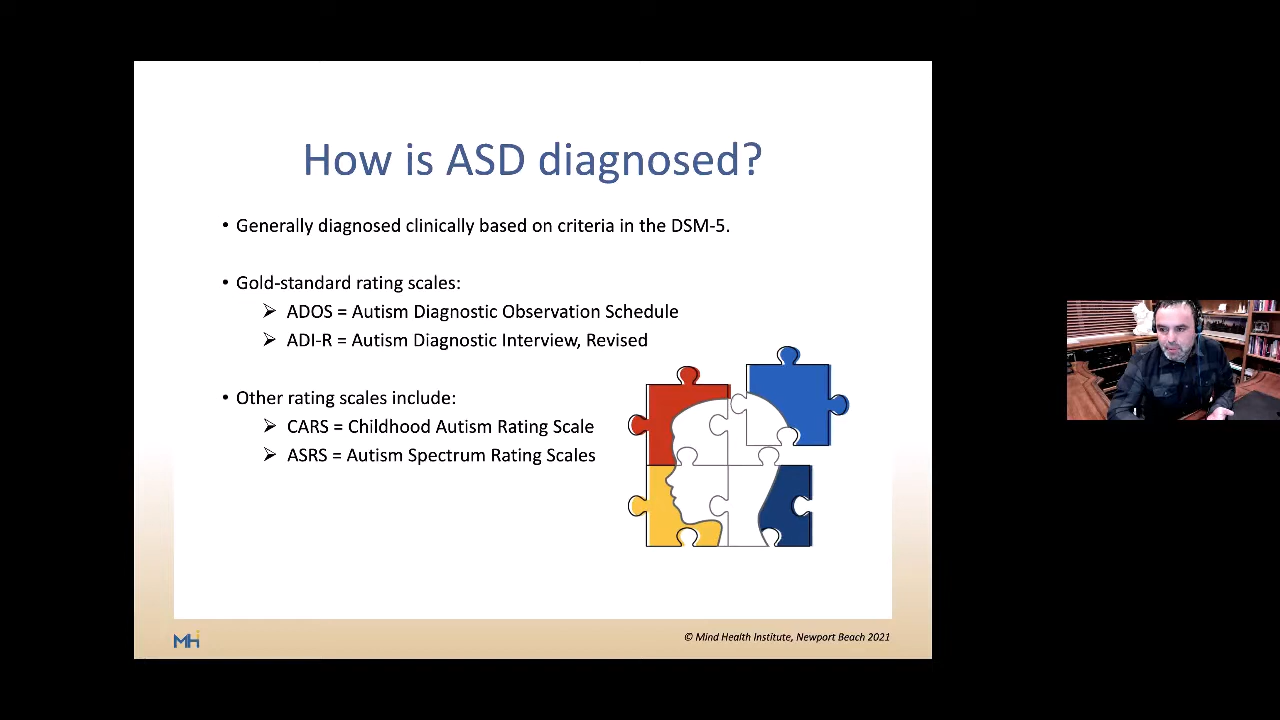 How is ASD diagnosed?
• Generally diagnosed clinically based on criteria in the DSM-5.
• Gold-standard rating scales:
➢ ADOS = Autism Diagnostic Observation Schedule
➢ ADI-R = Autism Diagnostic Interview, Revised
• Other rating scales include:
➢ CARS = Childhood Autism Rating Scale
➢ ASRS = Autism Spectrum Rating Scales
MHi
© Mind Health Institute, Newport Beach 2021